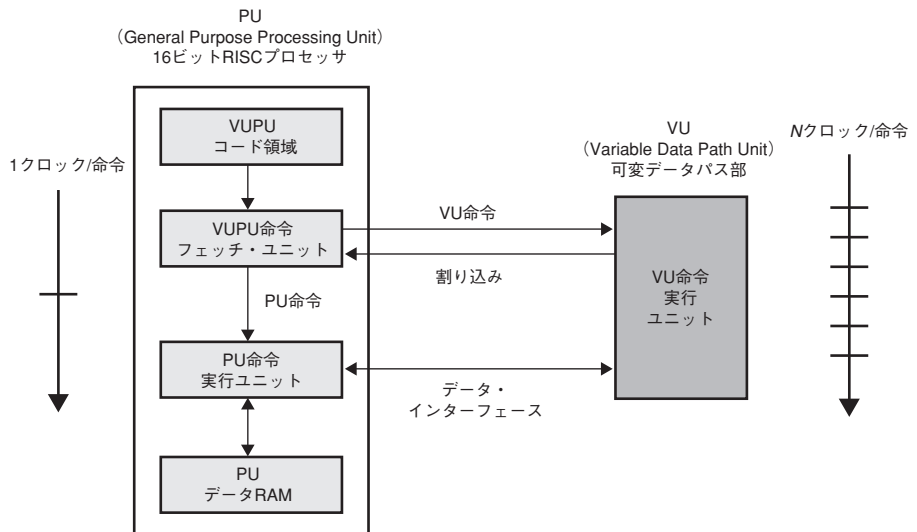 PU
（General Purpose Processing Unit）
16ビットRISCプロセッサ
1クロック/命令
VUPU
コード領域
VUPU命令
フェッチ・ユニット
PU命令
PU命令
実行ユニット
PU
データRAM
VU命令
割り込み
データ・
インターフェース
VU
（Variable Data Path Unit）
可変データパス部
VU命令
実行
ユニット
Nクロック/命令